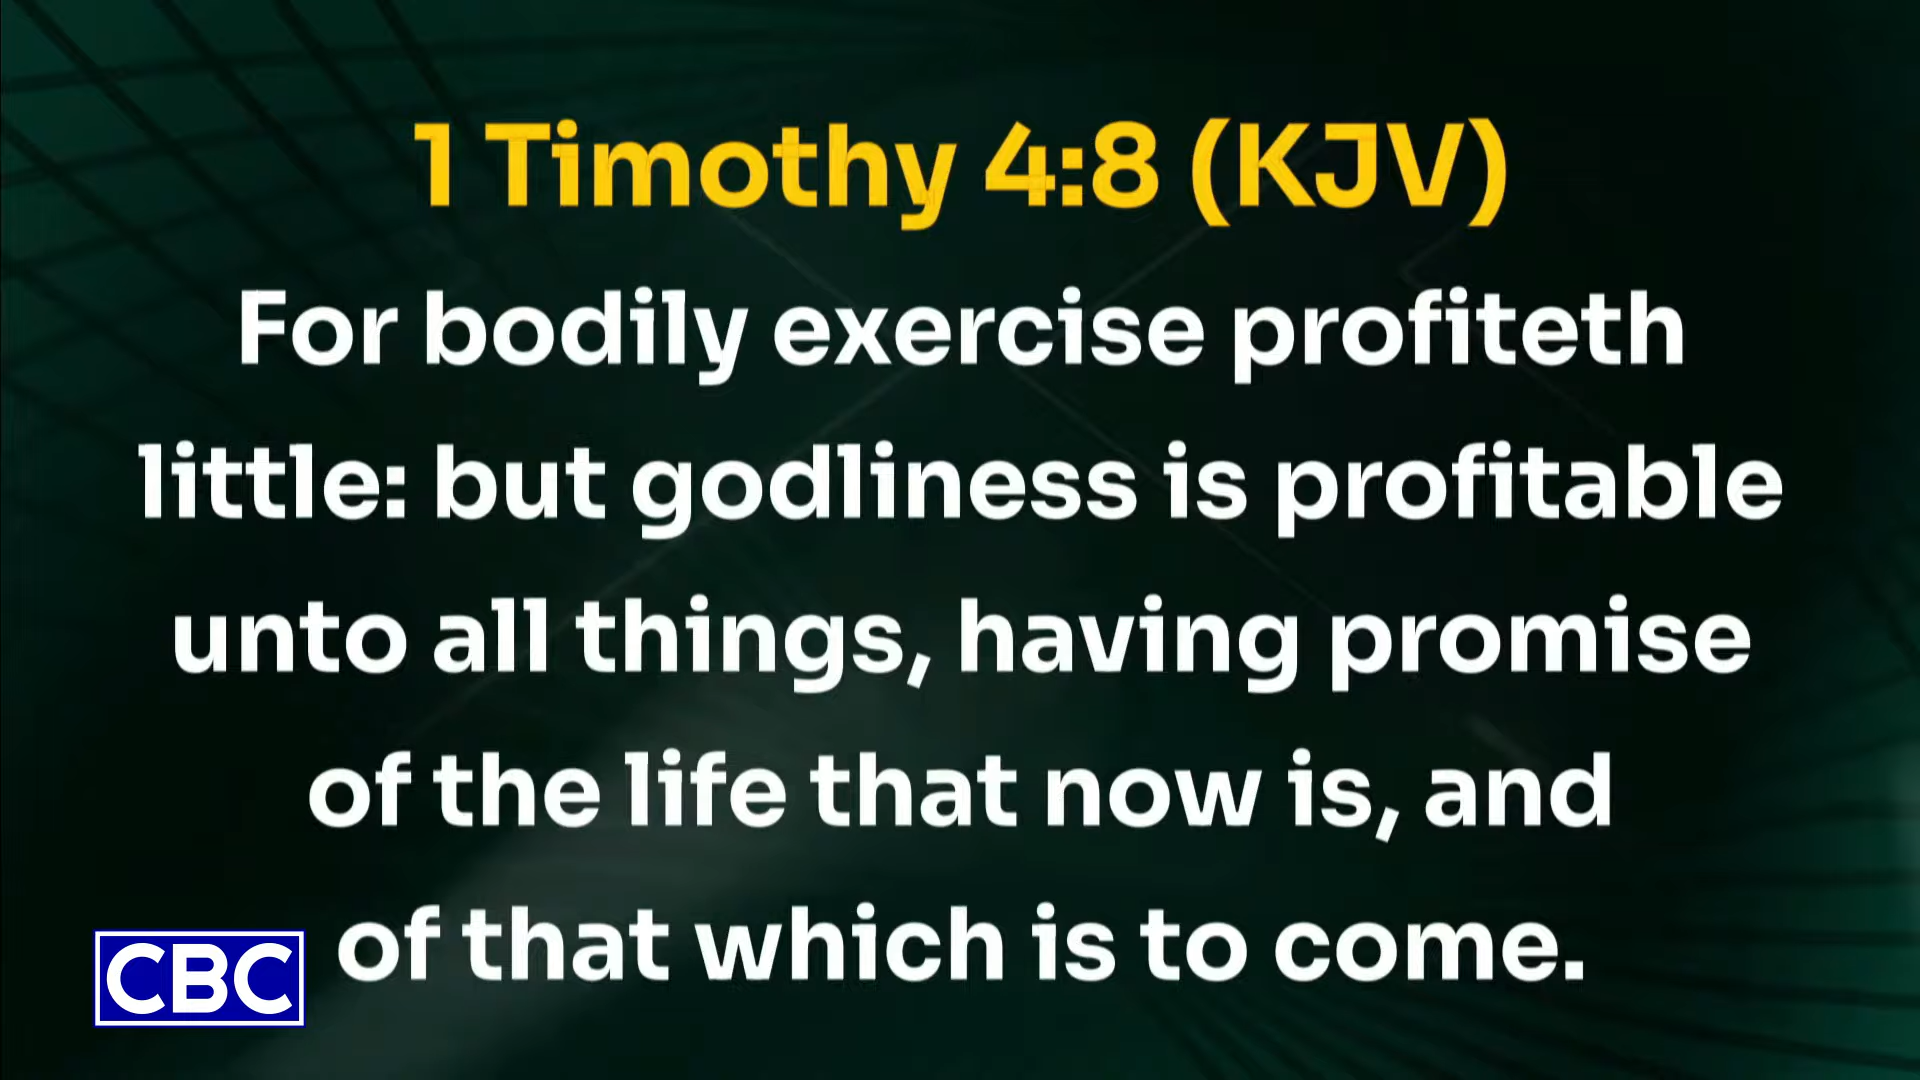 1 Timothy 4:8 (KJV)
For bodily exercise profiteth
little: but godliness is profitable
unto all things, having promise
of the life that now is, and
of that which is to come.
CBC